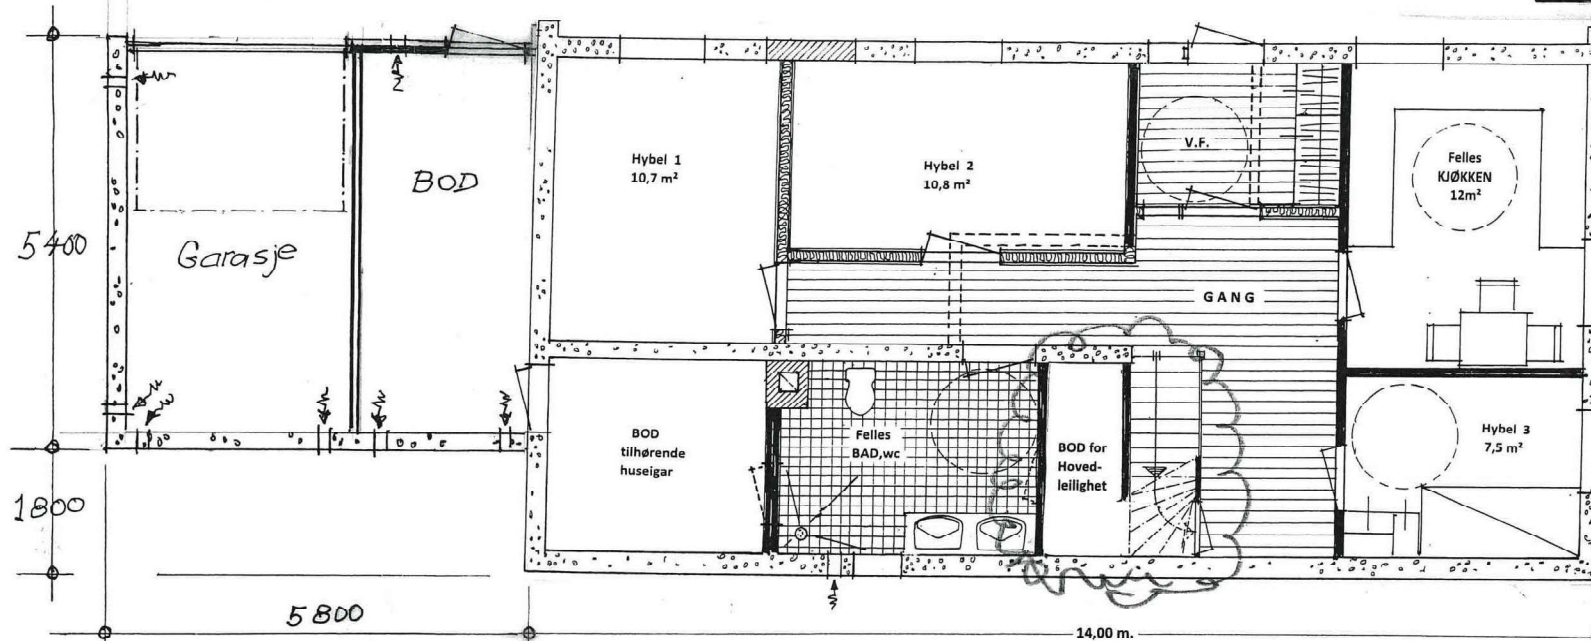 Hybel 1
10,7 m²
Hybel 2
10,8 m²
V.F.
Felles
KJØKKEN
12m²
BOD
Garasje
5400
GANG
BOD
tilhørende
huseigar
Felles
BAD,wc
BOD for
Hoved-
leilighet
Hybel 3
7,5 m²
1800
5800
14,00 m.